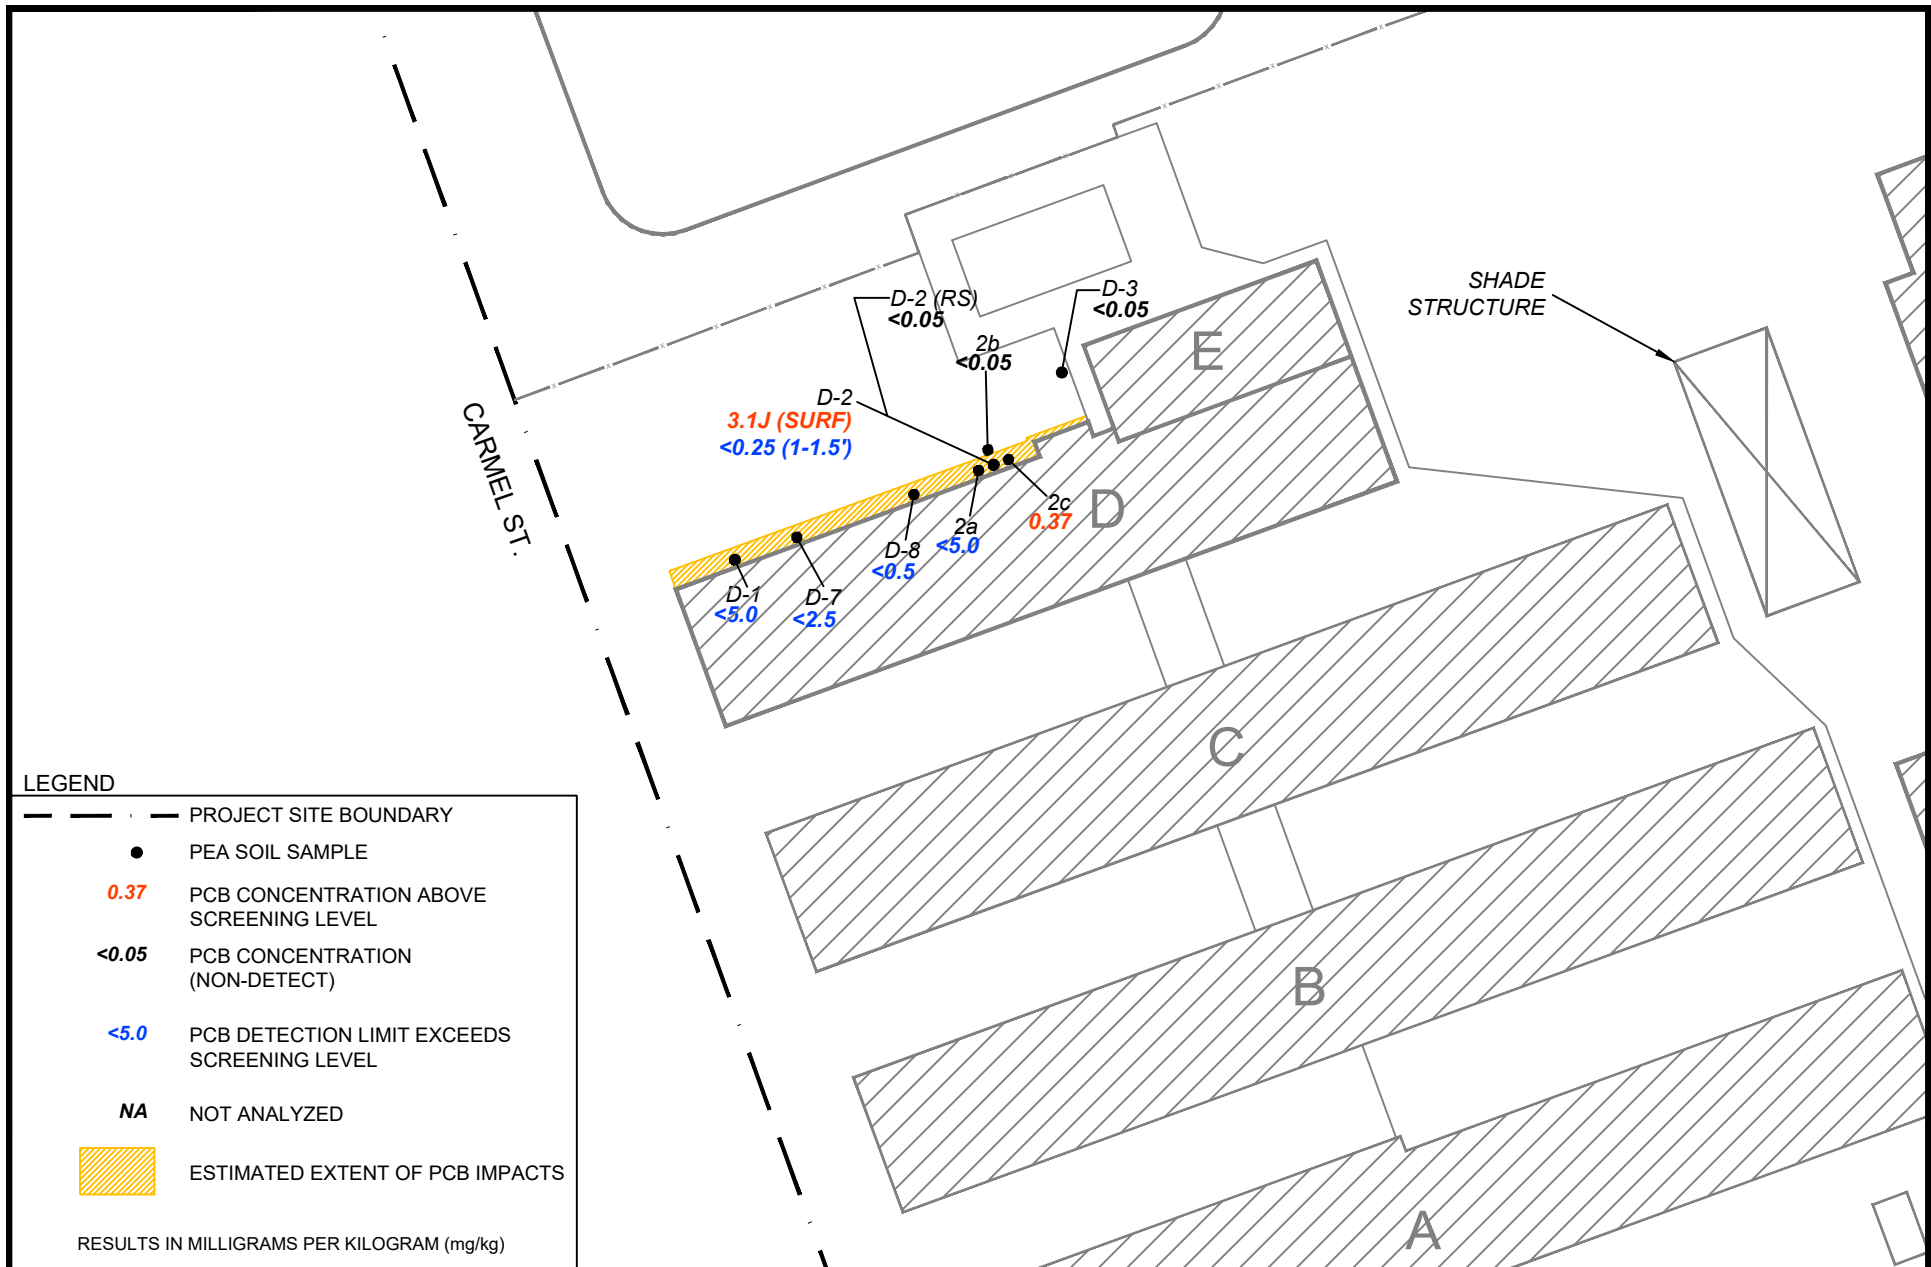 D-2 (RS)
<0.05
D-3
<0.05
SHADE
STRUCTURE
2b
<0.05
E
D-2
3.1J (SURF)
<0.25 (1-1.5')
CARMEL ST.
2c
0.37
D
2a
<5.0
D-8
<0.5
D-1
<5.0
D-7
<2.5
C
B
A
LEGEND
PROJECT SITE BOUNDARY
PEA SOIL SAMPLE
0.37 PCB CONCENTRATION ABOVE
SCREENING LEVEL
<0.05 PCB CONCENTRATION
(NON-DETECT)
<5.0 PCB DETECTION LIMIT EXCEEDS
SCREENING LEVEL
NA NOT ANALYZED
ESTIMATED EXTENT OF PCB IMPACTS
RESULTS IN MILLIGRAMS PER KILOGRAM (mg/kg)